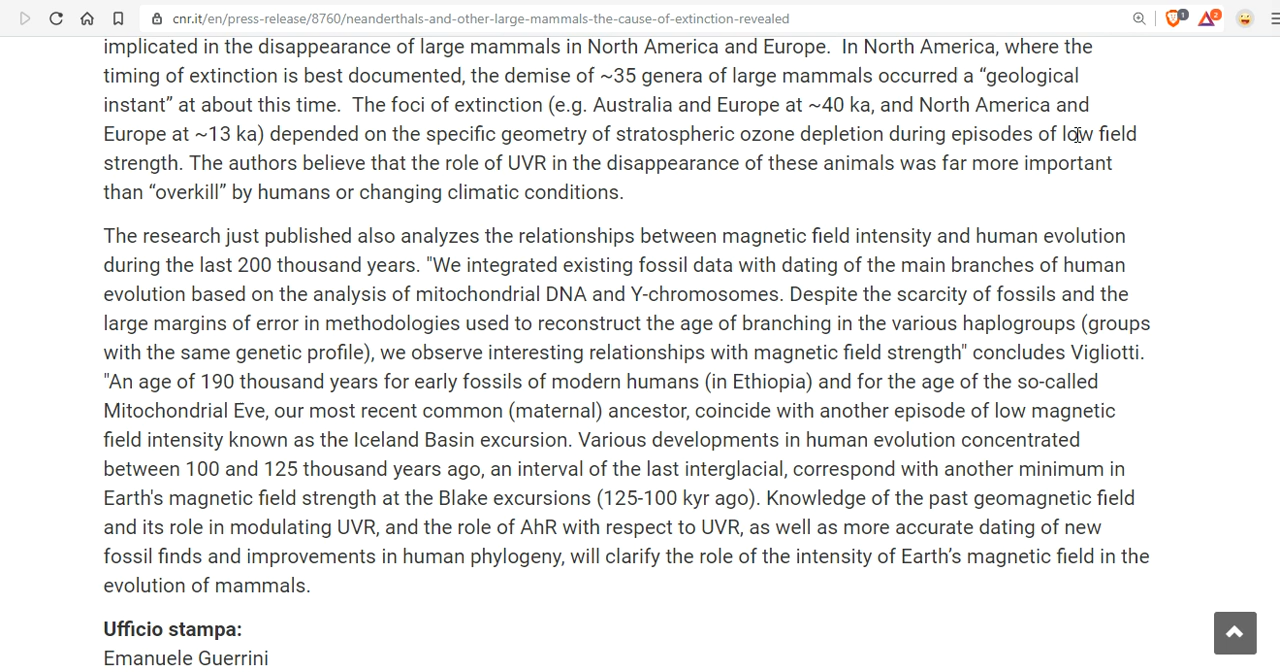 cnr.it/en/press-release/8760/neanderthals-and-other-large-mammals-the-cause-of-extinction-revealed
1
2
implicated in the disappearance of large mammals in North America and Europe.  In North America, where the
timing of extinction is best documented, the demise of ~35 genera of large mammals occurred a “geological
instant” at about this time.  The foci of extinction (e.g. Australia and Europe at ~40 ka, and North America and
Europe at ~13 ka) depended on the specific geometry of stratospheric ozone depletion during episodes of low field
strength. The authors believe that the role of UVR in the disappearance of these animals was far more important
than “overkill” by humans or changing climatic conditions.
The research just published also analyzes the relationships between magnetic field intensity and human evolution
during the last 200 thousand years. "We integrated existing fossil data with dating of the main branches of human
evolution based on the analysis of mitochondrial DNA and Y-chromosomes. Despite the scarcity of fossils and the
large margins of error in methodologies used to reconstruct the age of branching in the various haplogroups (groups
with the same genetic profile), we observe interesting relationships with magnetic field strength" concludes Vigliotti.
"An age of 190 thousand years for early fossils of modern humans (in Ethiopia) and for the age of the so-called
Mitochondrial Eve, our most recent common (maternal) ancestor, coincide with another episode of low magnetic
field intensity known as the Iceland Basin excursion. Various developments in human evolution concentrated
between 100 and 125 thousand years ago, an interval of the last interglacial, correspond with another minimum in
Earth's magnetic field strength at the Blake excursions (125-100 kyr ago). Knowledge of the past geomagnetic field
and its role in modulating UVR, and the role of AhR with respect to UVR, as well as more accurate dating of new
fossil finds and improvements in human phylogeny, will clarify the role of the intensity of Earth’s magnetic field in the
evolution of mammals.
Ufficio stampa:
Emanuele Guerrini